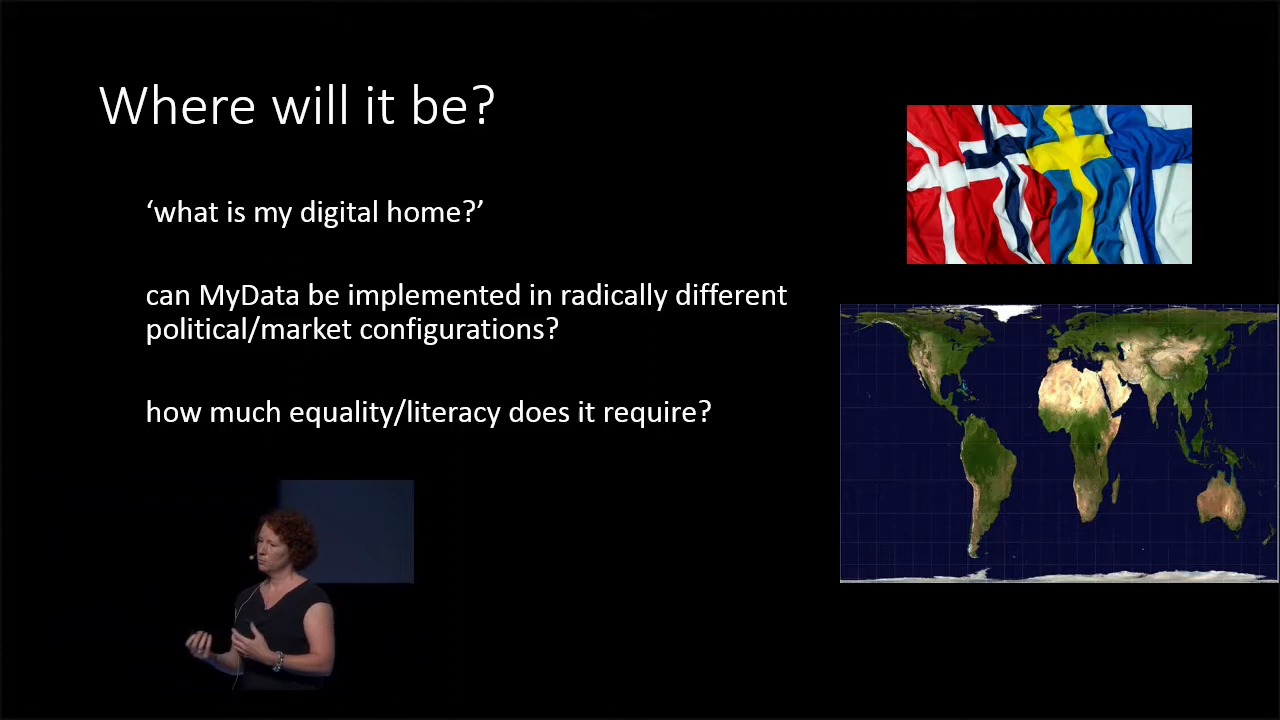 Where will it be?
‘what is my digital home?’
can MyData be implemented in radically different
political/market configurations?
how much equality/literacy does it require?